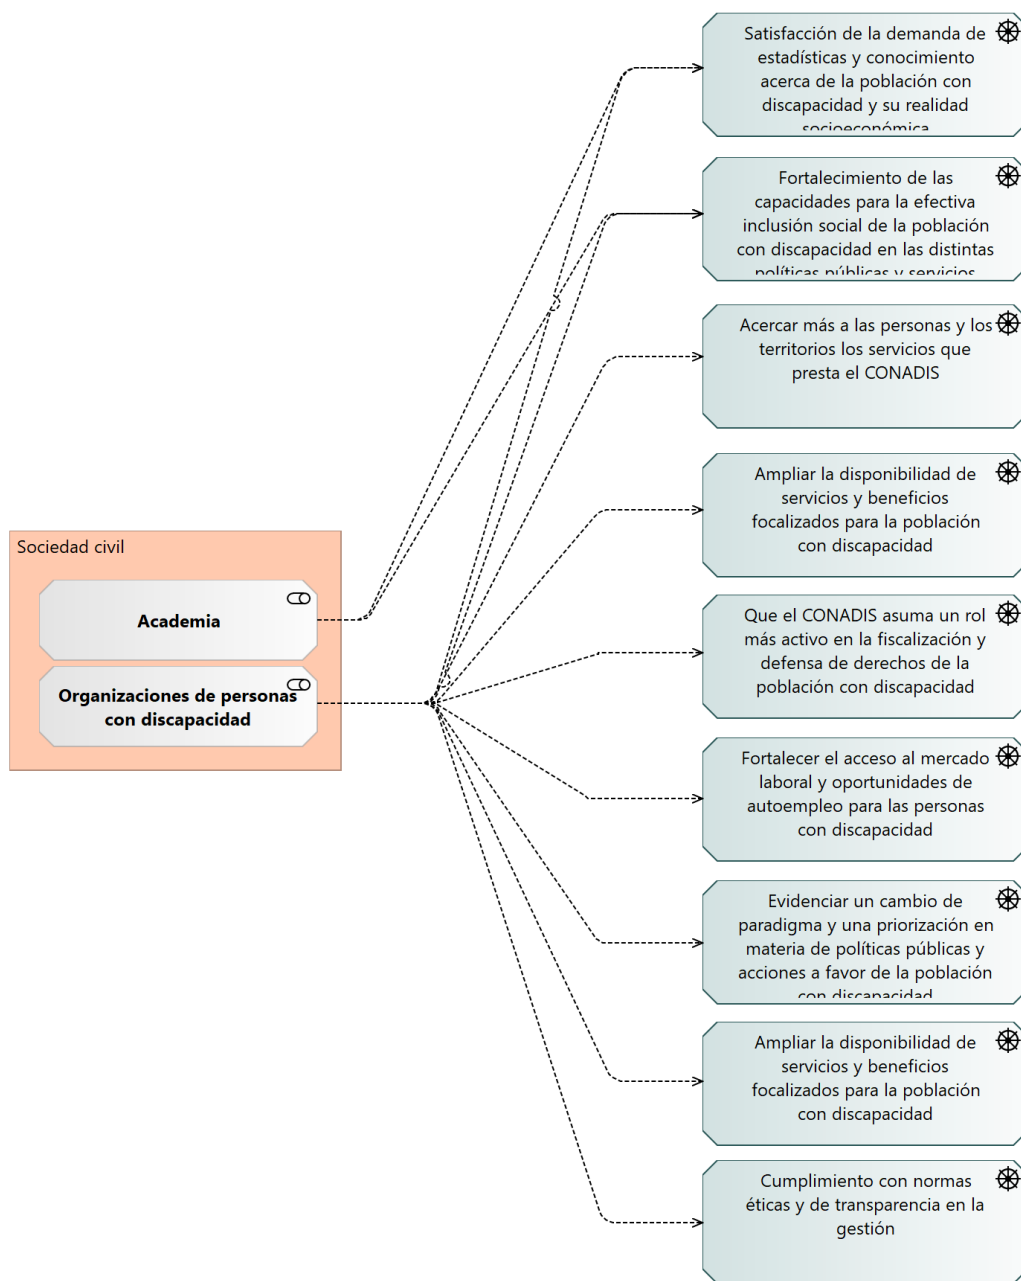 Satisfacción de la demanda de
estadísticas y conocimiento
acerca de la población con
discapacidad y su realidad
socioeconómica
Fortalecimiento de las
capacidades para la efectiva
inclusión social de la población
con discapacidad en las distintas
políticas públicas y servicios
Acercar más a las personas y los
territorios los servicios que
presta el CONADIS
Ampliar la disponibilidad de
servicios y beneficios
focalizados para la población
con discapacidad
Sociedad civil
Academia
Organizaciones de personas
con discapacidad
Que el CONADIS asuma un rol
más activo en la fiscalización y
defensa de derechos de la
población con discapacidad
Fortalecer el acceso al mercado
laboral y oportunidades de
autoempleo para las personas
con discapacidad
Evidenciar un cambio de
paradigma y una priorización en
materia de políticas públicas y
acciones a favor de la población
con discapacidad
Ampliar la disponibilidad de
servicios y beneficios
focalizados para la población
con discapacidad
Cumplimiento con normas
éticas y de transparencia en la
gestión